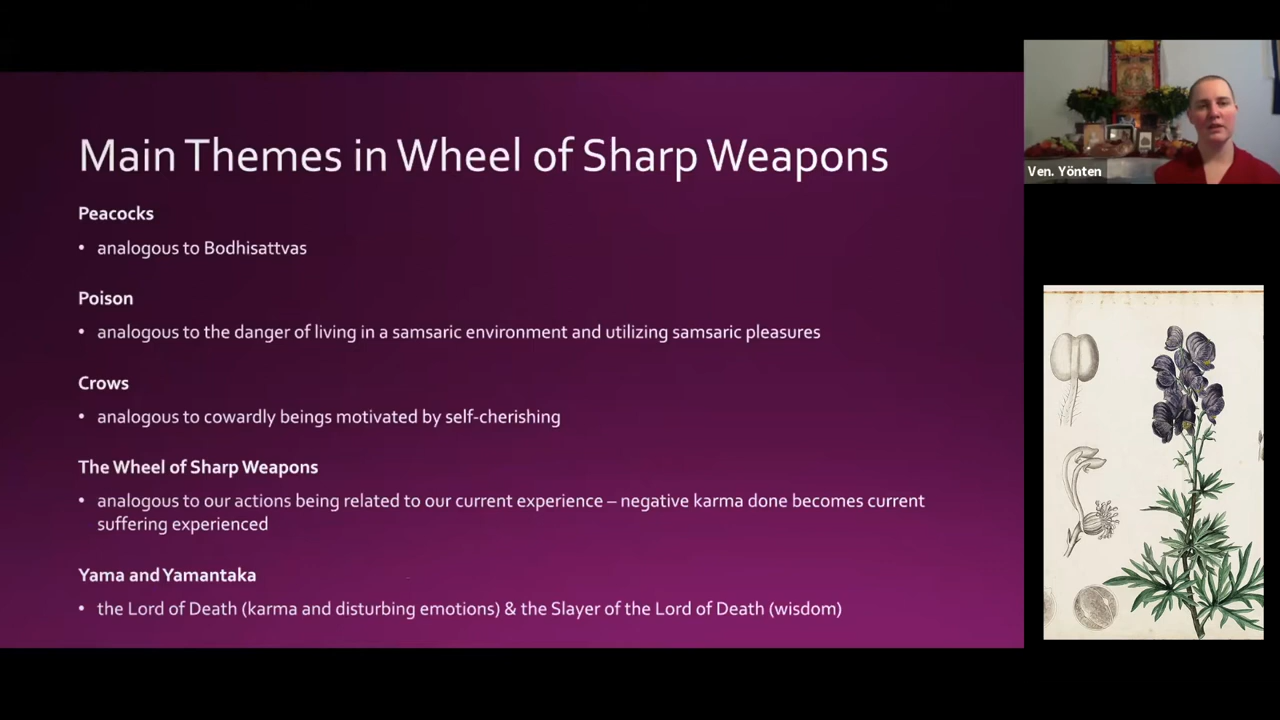 Main Themes in Wheel of Sharp Weapons
Peacocks
• analogous to Bodhisattvas
Poison
• analogous to the danger of living in a samsaric environment and utilizing samsaric pleasures
Crows
• analogous to cowardly beings motivated by self-cherishing
The Wheel of Sharp Weapons
• analogous to our actions being related to our current experience – negative karma done becomes current
suffering experienced
Yama and Yamantaka
• the Lord of Death (karma and disturbing emotions) & the Slayer of the Lord of Death (wisdom)
Ven. Yönten